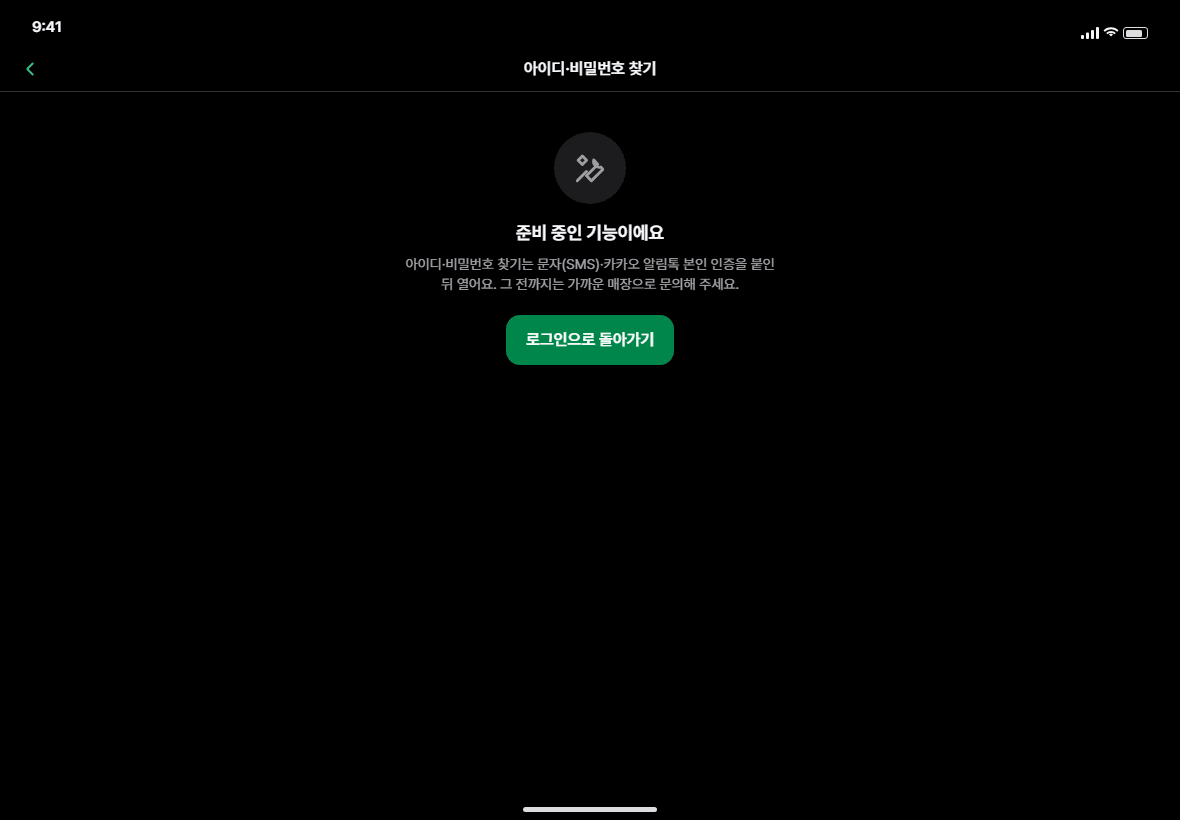 9:41
아이디·비밀번호 찾기
준비 중인 기능이에요
아이디·비밀번호 찾기는 문자(SMS)·카카오 알림톡 본인 인증을 붙인
뒤 열어요. 그 전까지는 가까운 매장으로 문의해 주세요.
로그인으로 돌아가기